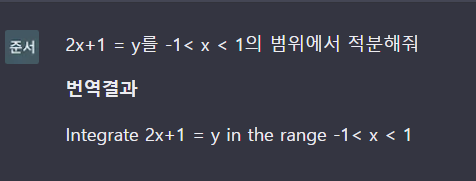 준서
2x+1 = y를 -1< x < 1의 범위에서 적분해줘
번역결과
Integrate 2x+1 = y in the range -1< x < 1